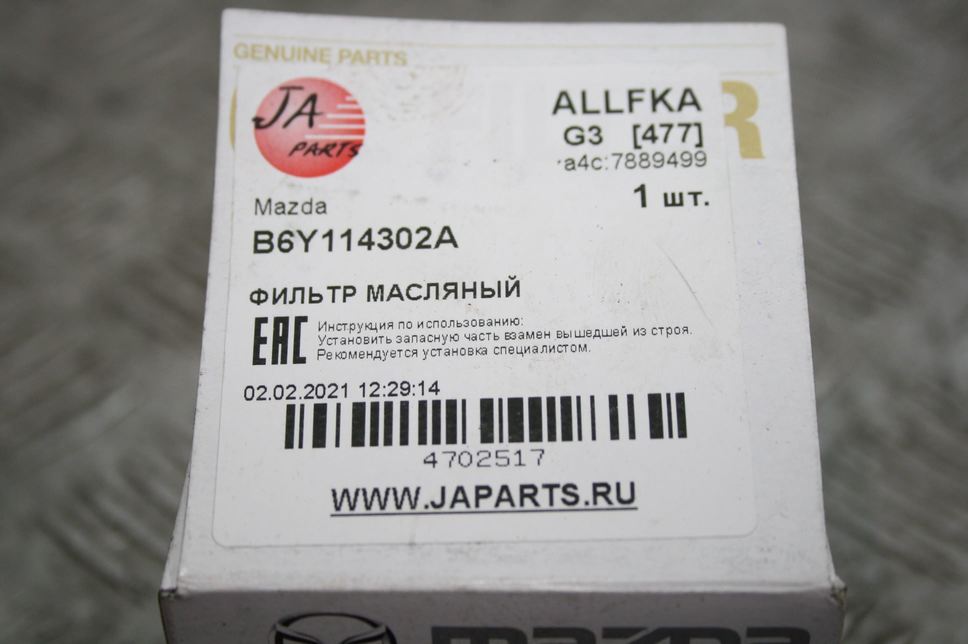 GENUINE PARTS
JA
PARTS
ALLFKA
G3 [477]
a4c:7889499
1 шт.
Mazda
B6Y114302A
ФИЛЬТР МАСЛЯНЫЙ
EAC
Инструкция по использованию:
Установить запасную часть взамен вышедшей из строя.
Рекомендуется установка специалистом.
02.02.2021 12:29:14
4702517
WWW.JAPARTS.RU
mazda